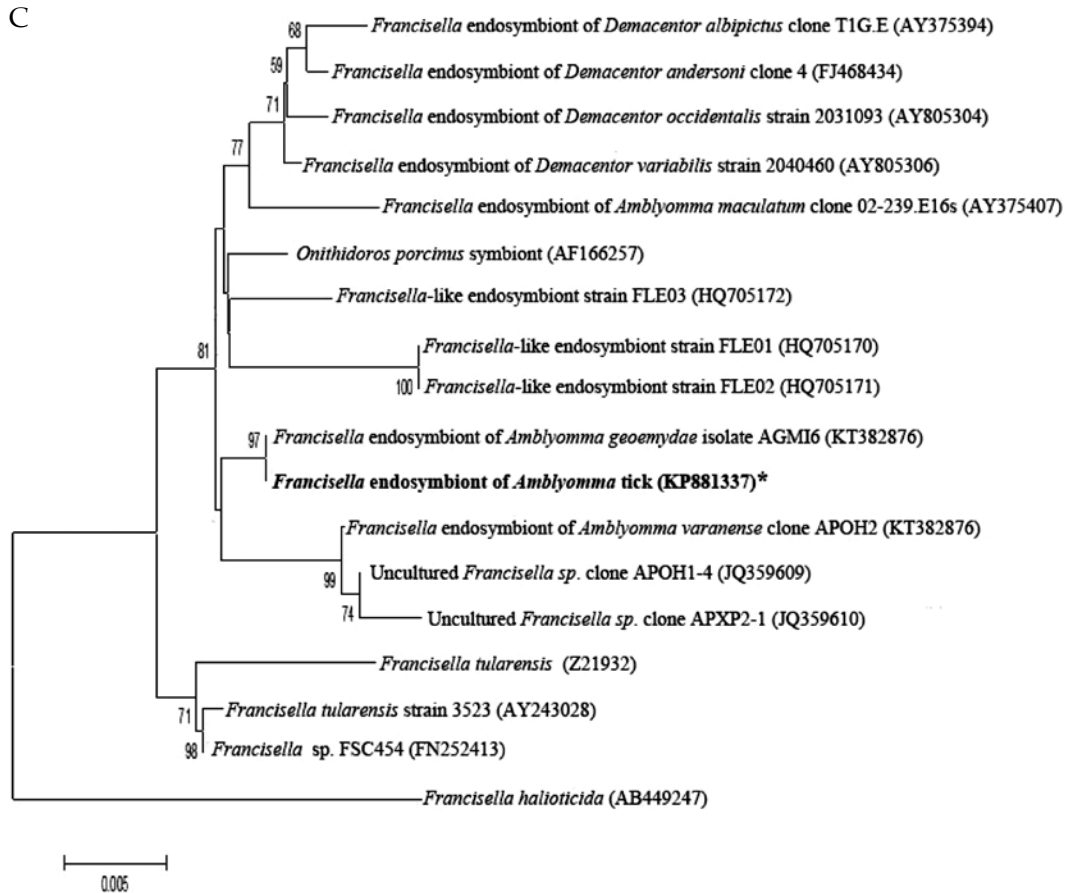 C
Francisella endosymbiont of Demacentor albipictus clone T1G.E (AY375394)
68
Francisella endosymbiont of Demacentor andersoni clone 4 (FJ468434)
59
71
Francisella endosymbiont of Demacentor occidentalis strain 2031093 (AY805304)
77
Francisella endosymbiont of Demacentor variabilis strain 2040460 (AY805306)
Francisella endosymbiont of Amblyomma maculatum clone 02-239.E16s (AY375407)
Onithidoros porcinus symbiont (AF166257)
Francisella-like endosymbiont strain FLE03 (HQ705172)
81
Francisella-like endosymbiont strain FLE01 (HQ705170)
100
Francisella-like endosymbiont strain FLE02 (HQ705171)
97
Francisella endosymbiont of Amblyomma geoemydae isolate AGMI6 (KT382876)
Francisella endosymbiont of Amblyomma tick (KP881337)*
Francisella endosymbiont of Amblyomma varanense clone APOH2 (KT382876)
99
Uncultured Francisella sp. clone APOH1-4 (JQ359609)
74
Uncultured Francisella sp. clone APXP2-1 (JQ359610)
Francisella tularensis (Z21932)
71
Francisella tularensis strain 3523 (AY243028)
98
Francisella sp. FSC454 (FN252413)
Francisella halioticida (AB449247)
0.005